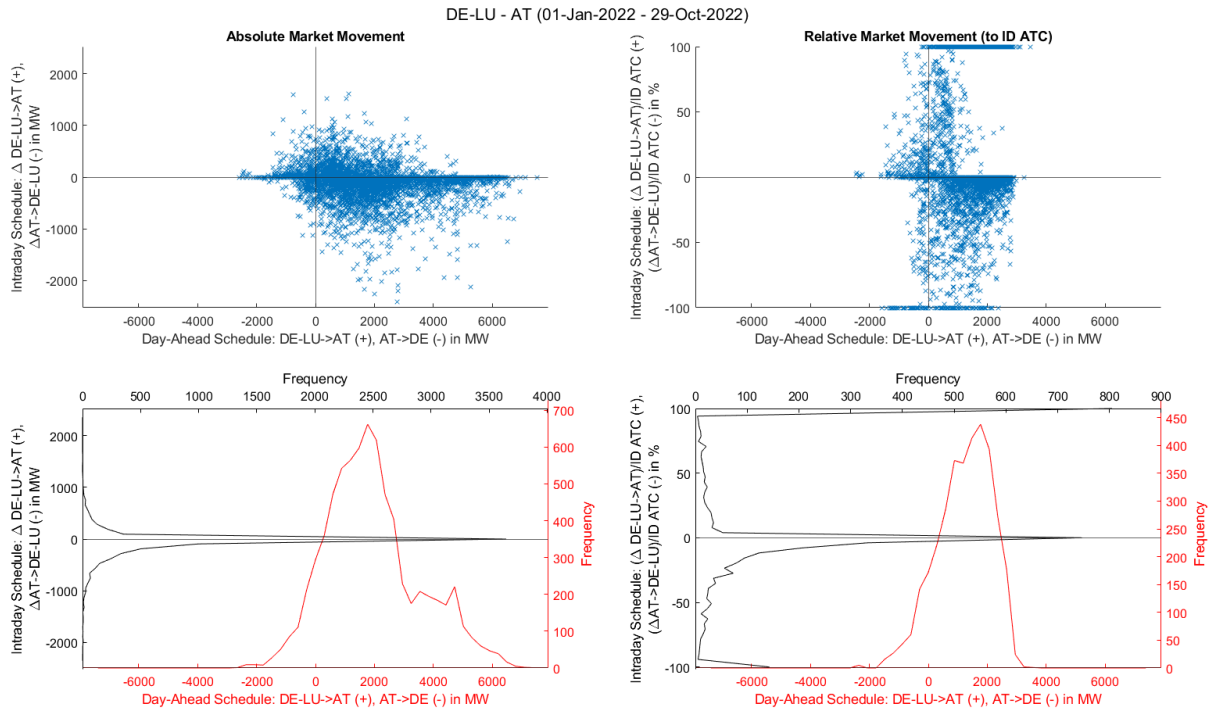 DE-LU - AT (01-Jan-2022 - 29-Oct-2022)
Absolute Market Movement
Intraday Schedule: Δ DE-LU->AT (+),
ΔAT->DE-LU (-) in MW
2000
1000
0
-1000
-2000
-6000 -4000 -2000 0 2000 4000 6000
Day-Ahead Schedule: DE-LU->AT (+), AT->DE (-) in MW
Relative Market Movement (to ID ATC)
Intraday Schedule: (Δ DE-LU->AT)/ID ATC (+)
(ΔAT->DE-LU)/ID ATC (-) in %
100
50
0
-50
-100
-6000 -4000 -2000 0 2000 4000 6000
Day-Ahead Schedule: DE-LU->AT (+), AT->DE (-) in MW
Frequency
0 500 1000 1500 2000 2500 3000 3500 4000
Intraday Schedule: Δ DE-LU->AT (+),
ΔAT->DE-LU (-) in MW
2000
1000
0
-1000
-2000
700
600
500
400
300
200
100
0
Frequency
-6000 -4000 -2000 0 2000 4000 6000
Day-Ahead Schedule: DE-LU->AT (+), AT->DE (-) in MW
Frequency
0 100 200 300 400 500 600 700 800 900
Intraday Schedule: (Δ DE-LU->AT)/ID ATC (+),
(ΔAT->DE-LU)/ID ATC (-) in %
100
50
0
-50
-100
450
400
350
300
250
200
150
100
50
0
Frequency
-6000 -4000 -2000 0 2000 4000 6000
Day-Ahead Schedule: DE-LU->AT (+), AT->DE (-) in MW